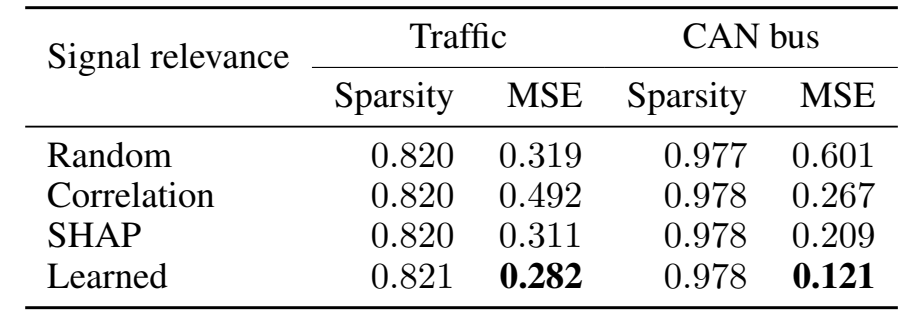 Signal relevance Traffic CAN bus
Sparsity MSE Sparsity MSE
Random 0.820 0.319 0.977 0.601
Correlation 0.820 0.492 0.978 0.267
SHAP 0.820 0.311 0.978 0.209
Learned 0.821 0.282 0.978 0.121